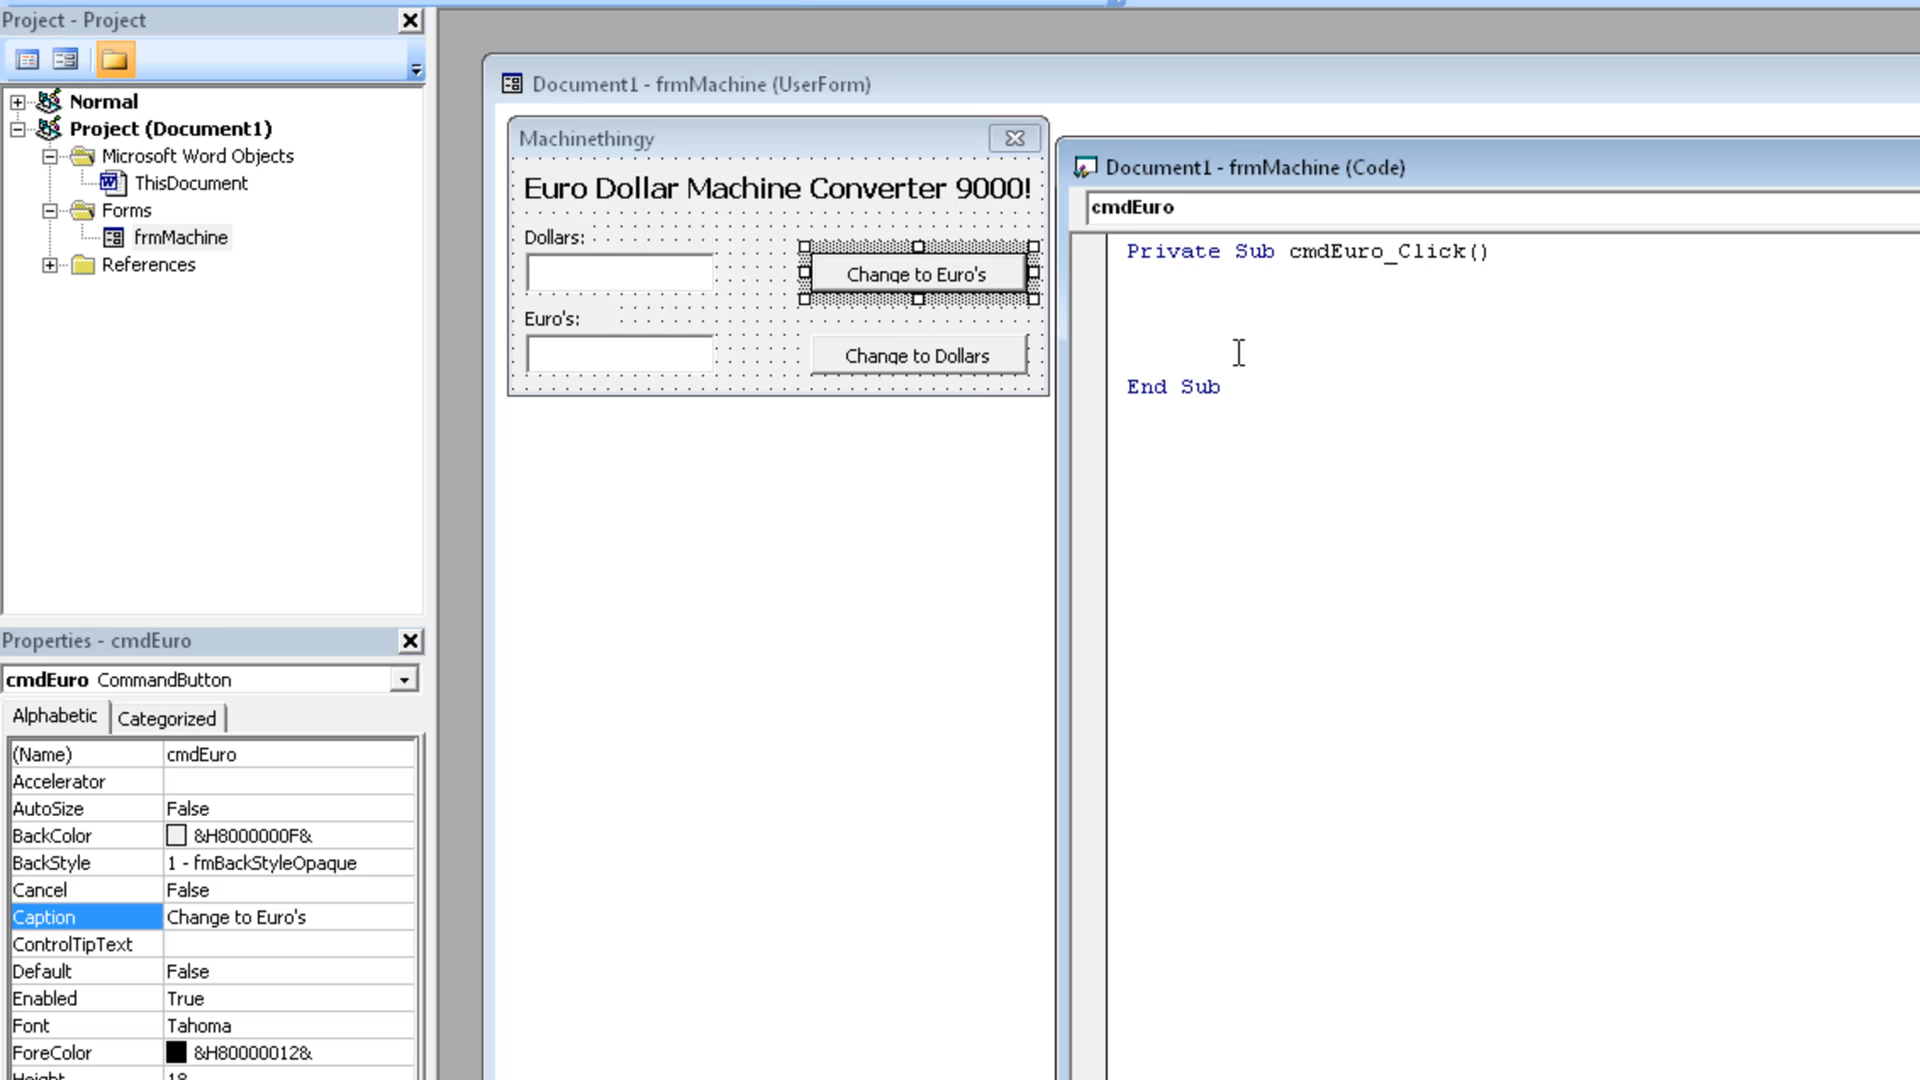 Project - Project
Normal
Project (Document1)
Microsoft Word Objects
ThisDocument
Forms
frmMachine
References
Properties - cmdEuro
cmdEuro CommandButton
Alphabetic Categorized
(Name) cmdEuro
Accelerator
AutoSize False
BackColor &H8000000F&
BackStyle 1 - fmBackStyleOpaque
Cancel False
Caption Change to Euro's
ControlTipText
Default False
Enabled True
Font Tahoma
ForeColor &H80000012&
Height 18
Document1 - frmMachine (UserForm)
Machinethingy
Euro Dollar Machine Converter 9000!
Dollars:
Change to Euro's
Euro's:
Change to Dollars
Document1 - frmMachine (Code)
cmdEuro
Private Sub cmdEuro_Click()
End Sub